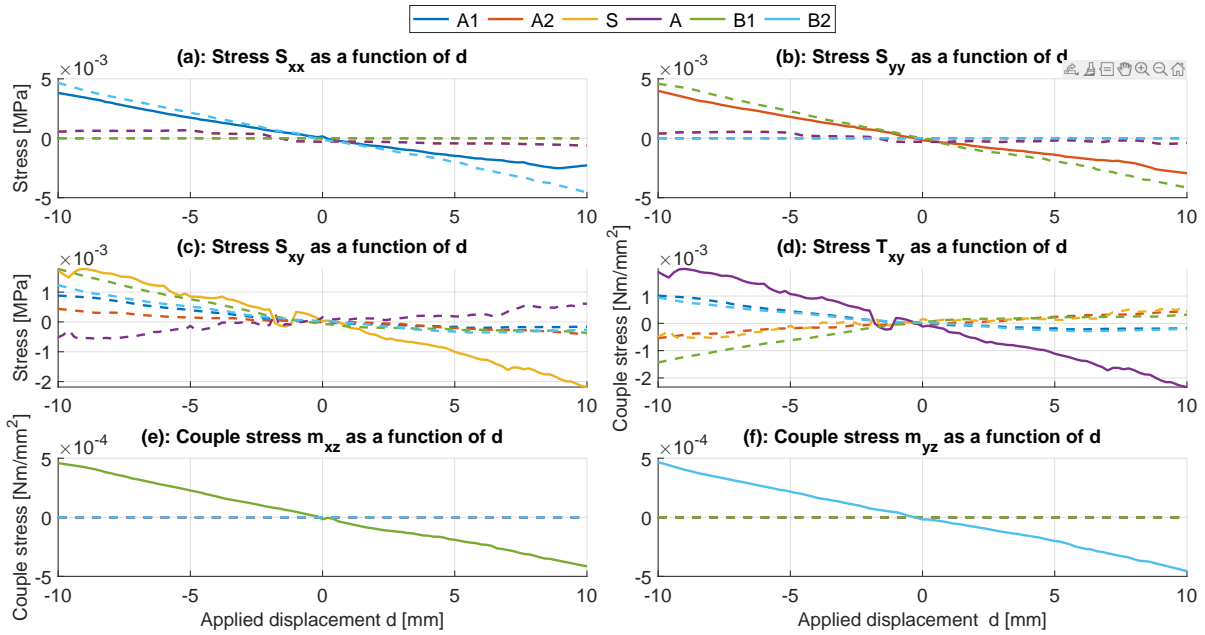 A1 A2 S A B1 B2
(a): Stress S_xx as a function of d
(b): Stress S_yy as a function of d
×10^-3
5
0
-5
-10 -5 0 5 10
Stress [MPa]
×10^-3
5
0
-5
-10 -5 0 5 10
Stress [MPa]
(c): Stress S_xy as a function of d
(d): Stress T_xy as a function of d
×10^-3
1
0
-1
-2
-10 -5 0 5 10
Stress [MPa]
×10^-3
1
0
-1
-2
-10 -5 0 5 10
Couple stress [Nm/mm^2]
(e): Couple stress m_xz as a function of d
(f): Couple stress m_yz as a function of d
×10^-4
5
0
-5
-10 -5 0 5 10
Couple stress [Nm/mm^2]
Applied displacement d [mm]
×10^-4
5
0
-5
-10 -5 0 5 10
Applied displacement d [mm]